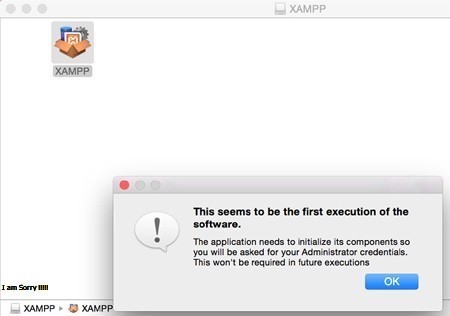 XAMPP
XAMPP
This seems to be the first execution of the
software.
The application needs to initialize its components so
you will be asked for your Administrator credentials.
This won't be required in future executions
OK
I am Sorry !!!!!
XAMPP ▸ XAMPP